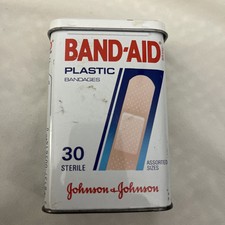 BAND-AID
PLASTIC
BANDAGES
30
STERILE
ASSORTED
SIZES
Johnson & Johnson